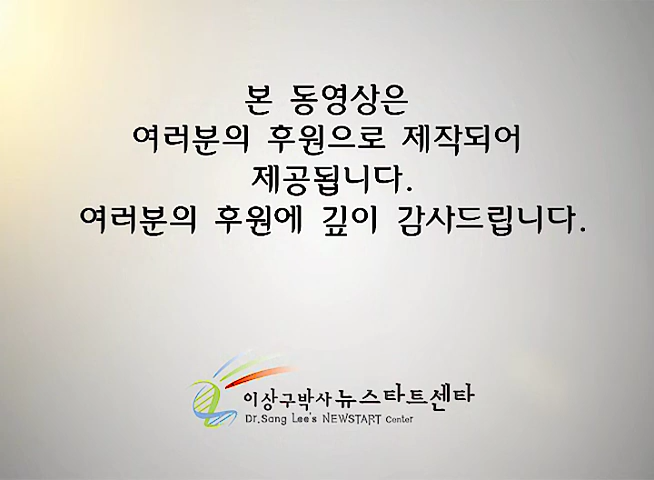 본 동영상은
여러분의 후원으로 제작되어
제공됩니다.
여러분의 후원에 깊이 감사드립니다.
이상구박사 뉴스타트센타
Dr.Sang Lee's NEWSTART Center